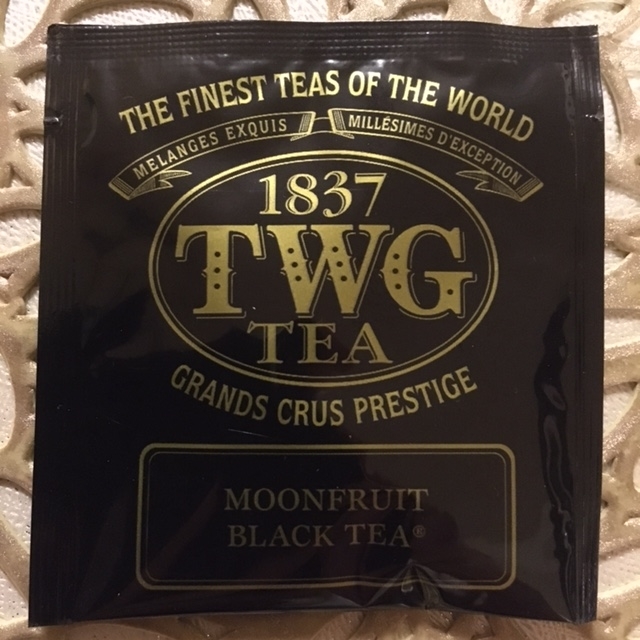 THE FINEST TEAS OF THE WORLD
MELANGES EXQUIS MILLÉSIMES D'EXCEPTION
1837
TWG
TEA
GRANDS CRUS PRESTIGE
MOONFRUIT
BLACK TEA®